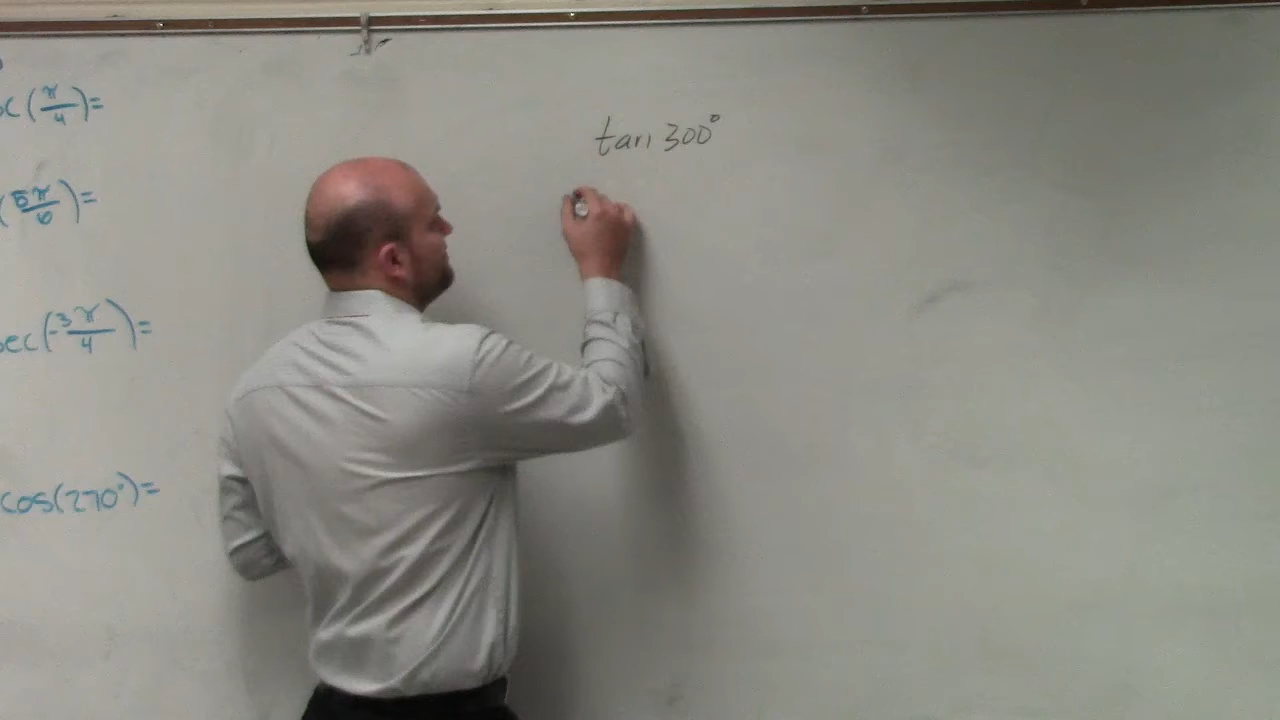 c(π/4)=
(5π/6)=
ec(-3π/4)=
cos(270°)=
tan 300°